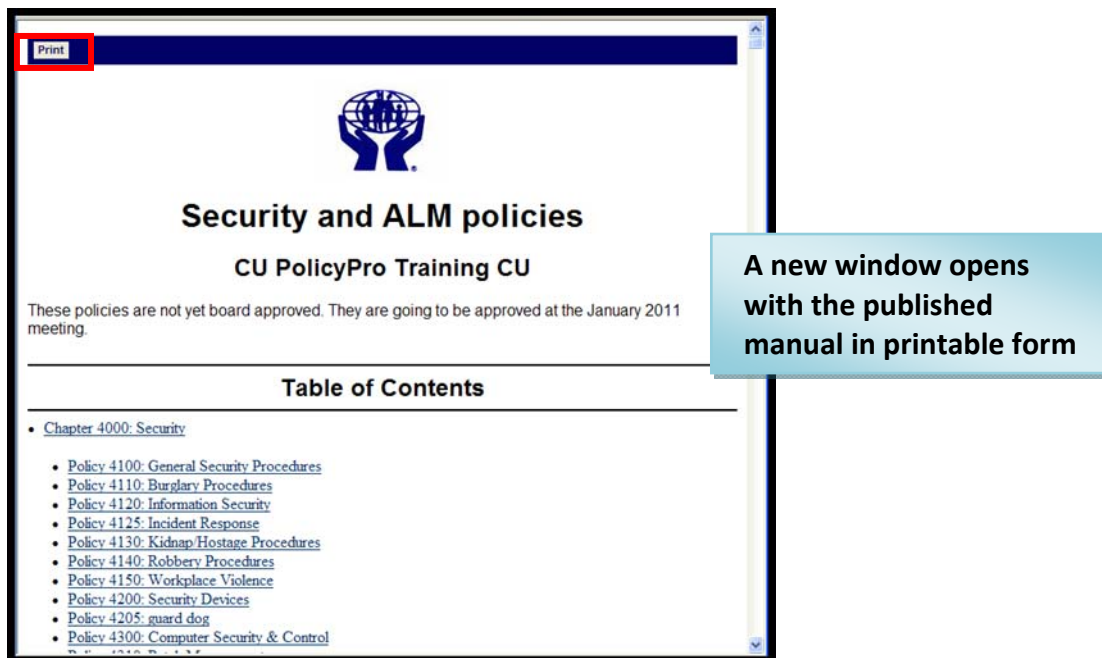 Print
Security and ALM policies
CU PolicyPro Training CU
These policies are not yet board approved. They are going to be approved at the January 2011
meeting.
Table of Contents
• Chapter 4000: Security
• Policy 4100: General Security Procedures
• Policy 4110: Burglary Procedures
• Policy 4120: Information Security
• Policy 4125: Incident Response
• Policy 4130: Kidnap/Hostage Procedures
• Policy 4140: Robbery Procedures
• Policy 4150: Workplace Violence
• Policy 4200: Security Devices
• Policy 4205: guard dog
• Policy 4300: Computer Security & Control
A new window opens
with the published
manual in printable form